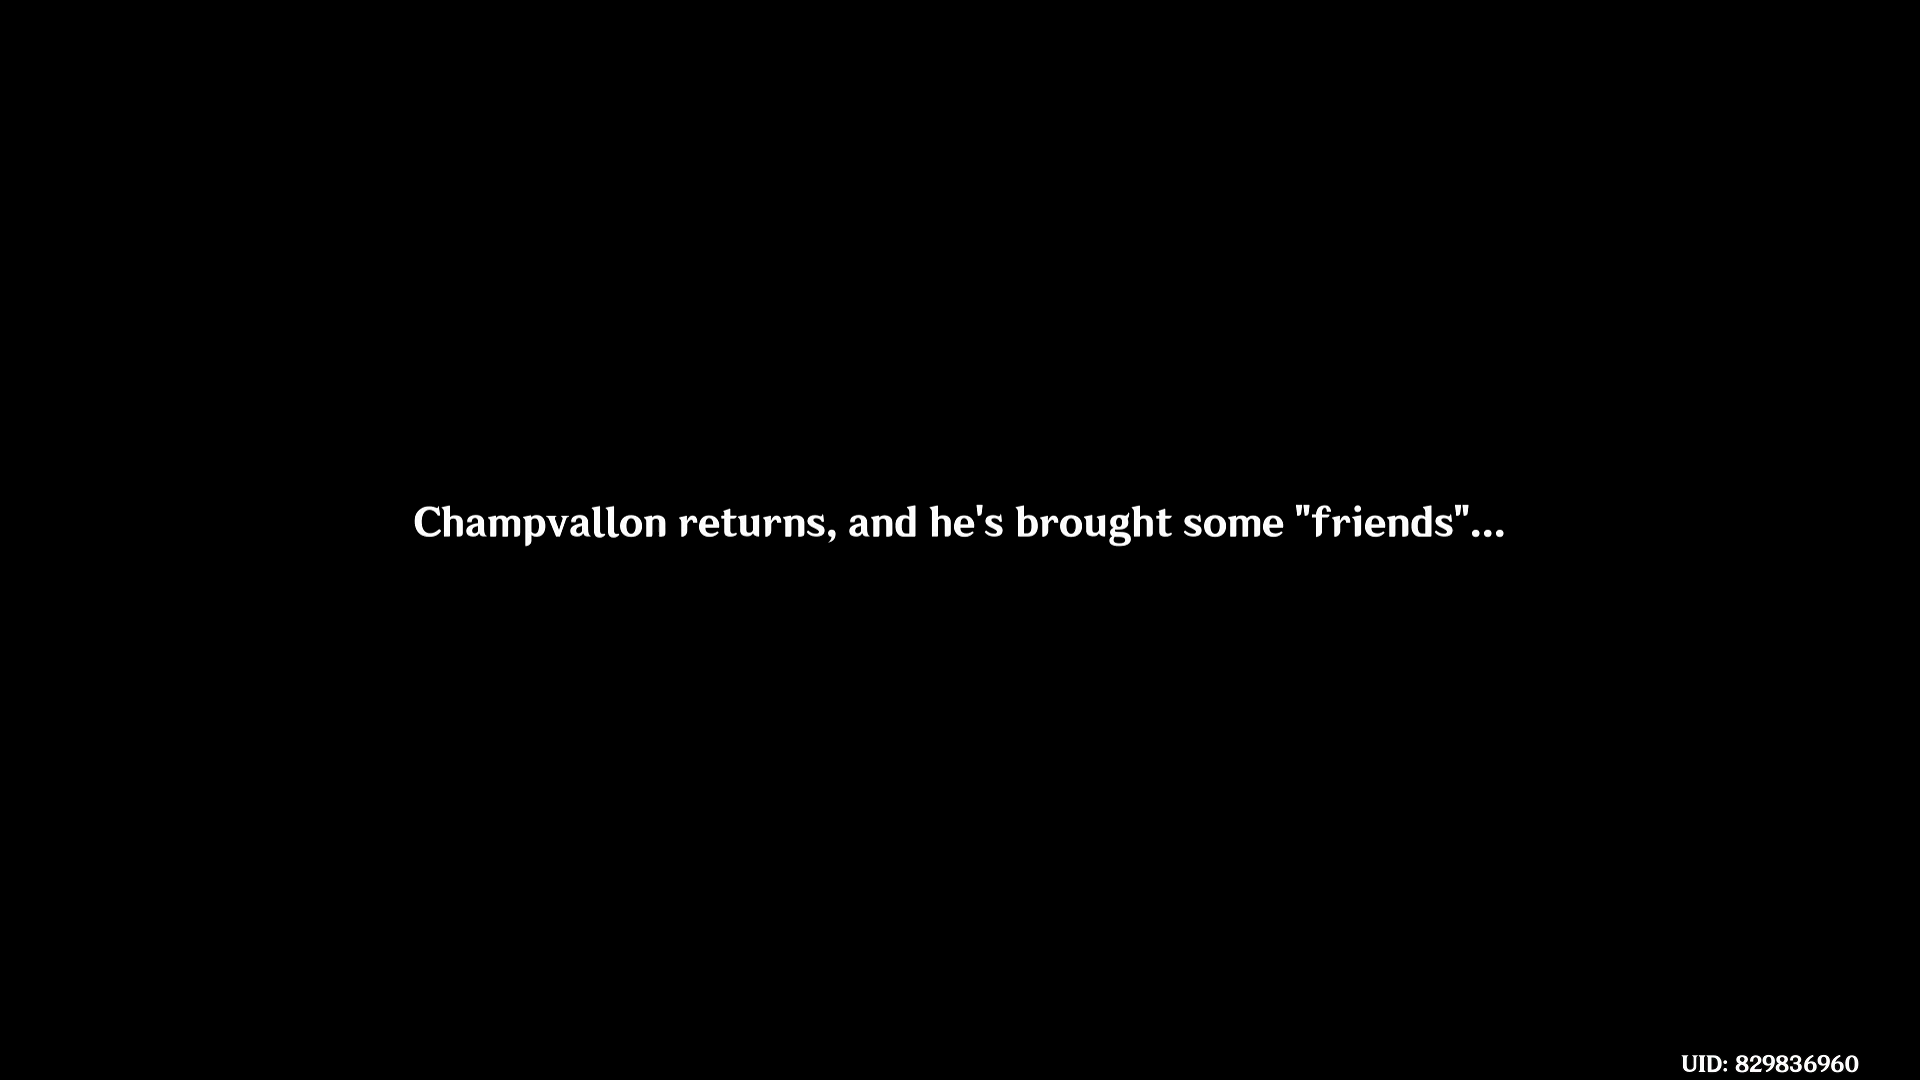 Champvallon returns, and he's brought some "friends"...
UID: 829836960